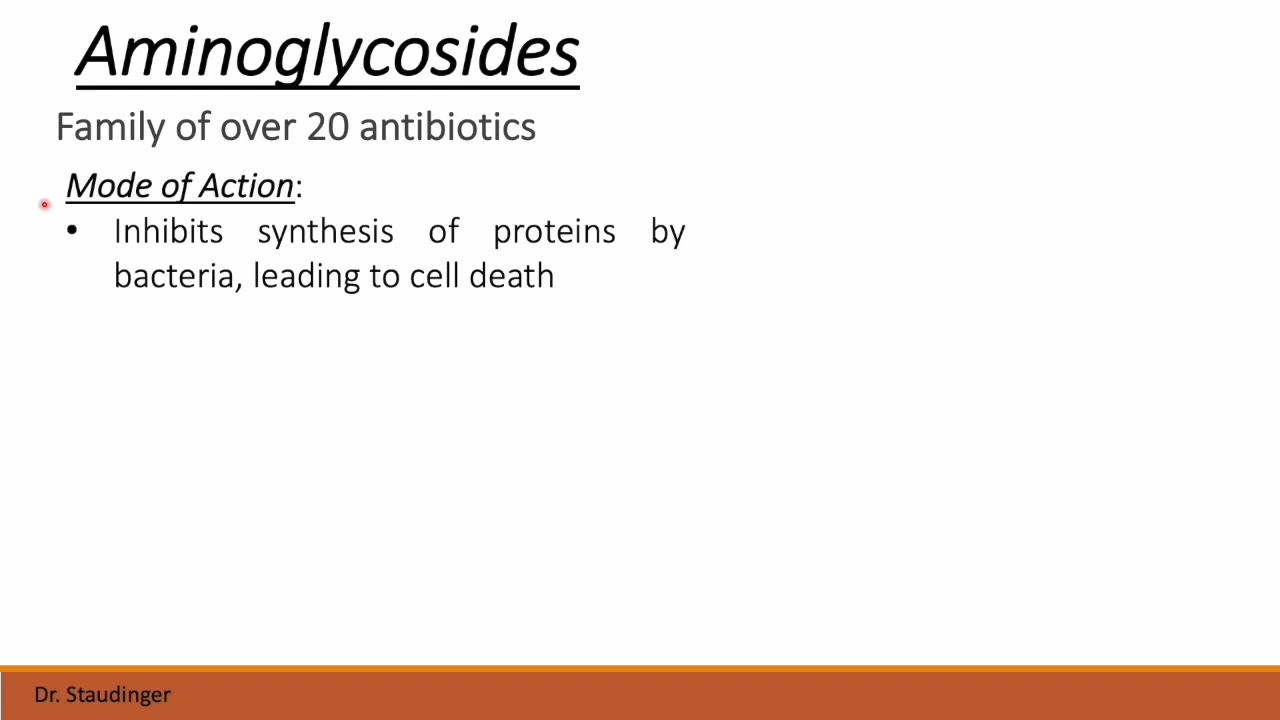 Aminoglycosides
Family of over 20 antibiotics
Mode of Action:
• Inhibits synthesis of proteins by
bacteria, leading to cell death
Dr. Staudinger